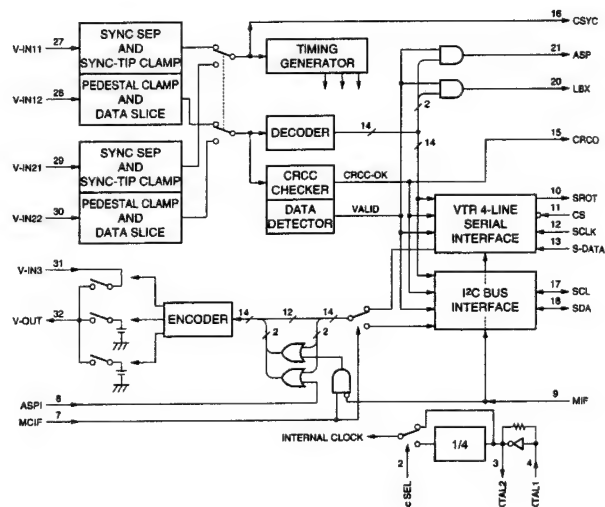 16
CSYC
27
V-IN11
SYNC SEP
AND
SYNC-TIP CLAMP
TIMING
GENERATOR
21
ASP
28
V-IN12
PEDESTAL CLAMP
AND
DATA SLICE
20
LBX
2
DECODER
14
14
15
CRCO
29
V-IN21
SYNC SEP
AND
SYNC-TIP CLAMP
CRCC
CHECKER
CRCC-OK
30
V-IN22
PEDESTAL CLAMP
AND
DATA SLICE
DATA
DETECTOR
VALID
VTR 4-LINE
SERIAL
INTERFACE
10
SROT
11
CS
12
SCLK
13
S-DATA
31
V-IN3
32
V-OUT
ENCODER
14
12
14
2
2
I²C BUS
INTERFACE
17
SCL
18
SDA
ASPI
6
MCIF
7
9
MIF
INTERNAL CLOCK
1/4
2
3
4
c SEL
XTAL2
XTAL1